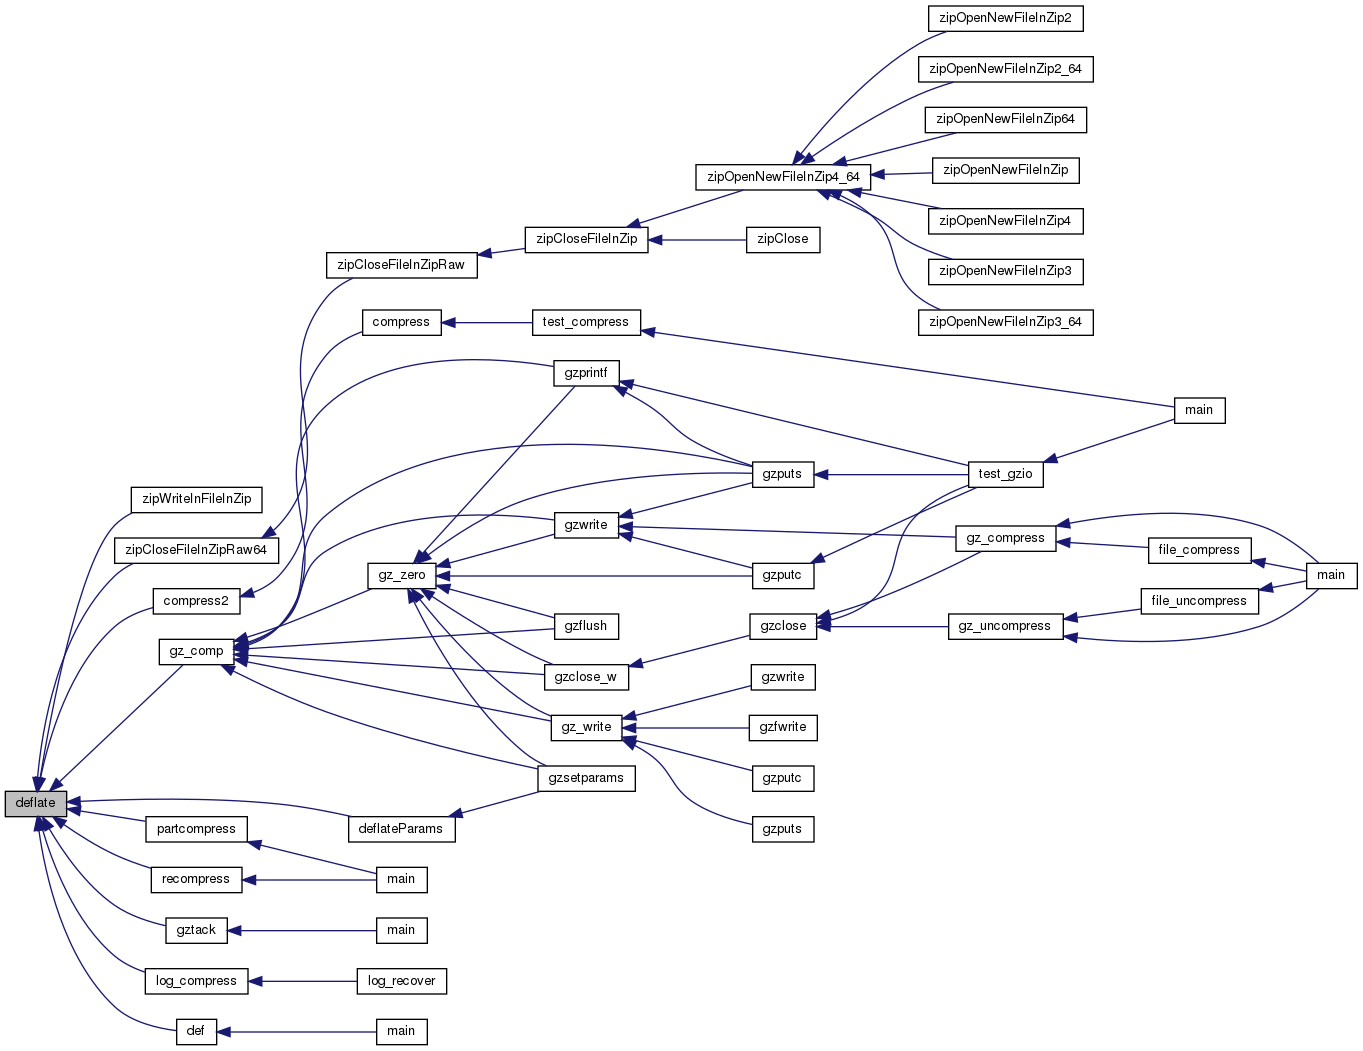 zipOpenNewFileInZip2
zipOpenNewFileInZip2_64
zipOpenNewFileInZip64
zipOpenNewFileInZip
zipOpenNewFileInZip4_64
zipOpenNewFileInZip4
zipCloseFileInZip
zipClose
zipCloseFileInZipRaw
zipOpenNewFileInZip3
compress
test_compress
zipOpenNewFileInZip3_64
gzprintf
main
gzputs
test_gzio
zipWriteInFileInZip
gzwrite
gz_compress
zipCloseFileInZipRaw64
file_compress
gz_zero
gzputc
main
compress2
file_uncompress
gzflush
gzclose
gz_uncompress
gz_comp
gzclose_w
gzwrite
gz_write
gzfwrite
gzsetparams
gzputc
deflate
partcompress
deflateParams
gzputs
recompress
main
gztack
main
log_compress
log_recover
def
main